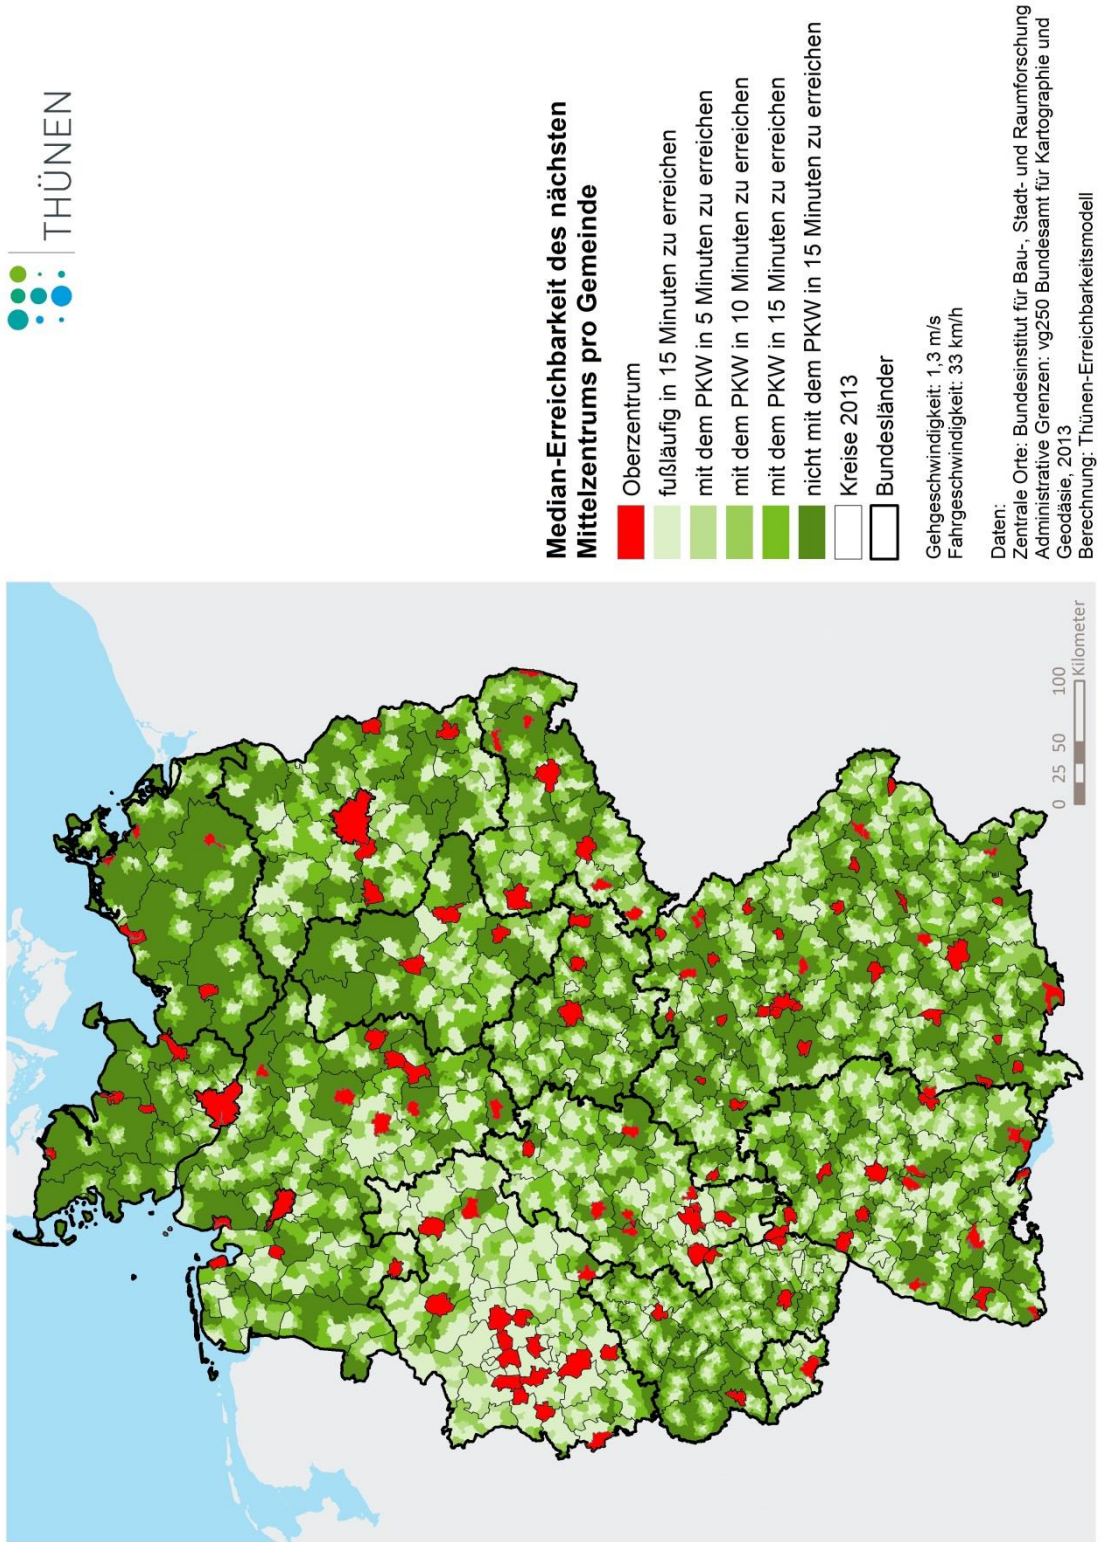 THÜNEN
Median-Erreichbarkeit des nächsten
Mittelzentrums pro Gemeinde
Oberzentrum
fußläufig in 15 Minuten zu erreichen
mit dem PKW in 5 Minuten zu erreichen
mit dem PKW in 10 Minuten zu erreichen
mit dem PKW in 15 Minuten zu erreichen
nicht mit dem PKW in 15 Minuten zu erreichen
Kreise 2013
Bundesländer
Gehgeschwindigkeit: 1,3 m/s
Fahrgeschwindigkeit: 33 km/h
Daten:
Zentrale Orte: Bundesinstitut für Bau-, Stadt- und Raumforschung
Administrative Grenzen: vg250 Bundesamt für Kartographie und
Geodäsie, 2013
Berechnung: Thünen-Erreichbarkeitsmodell
0 25 50 100
Kilometer